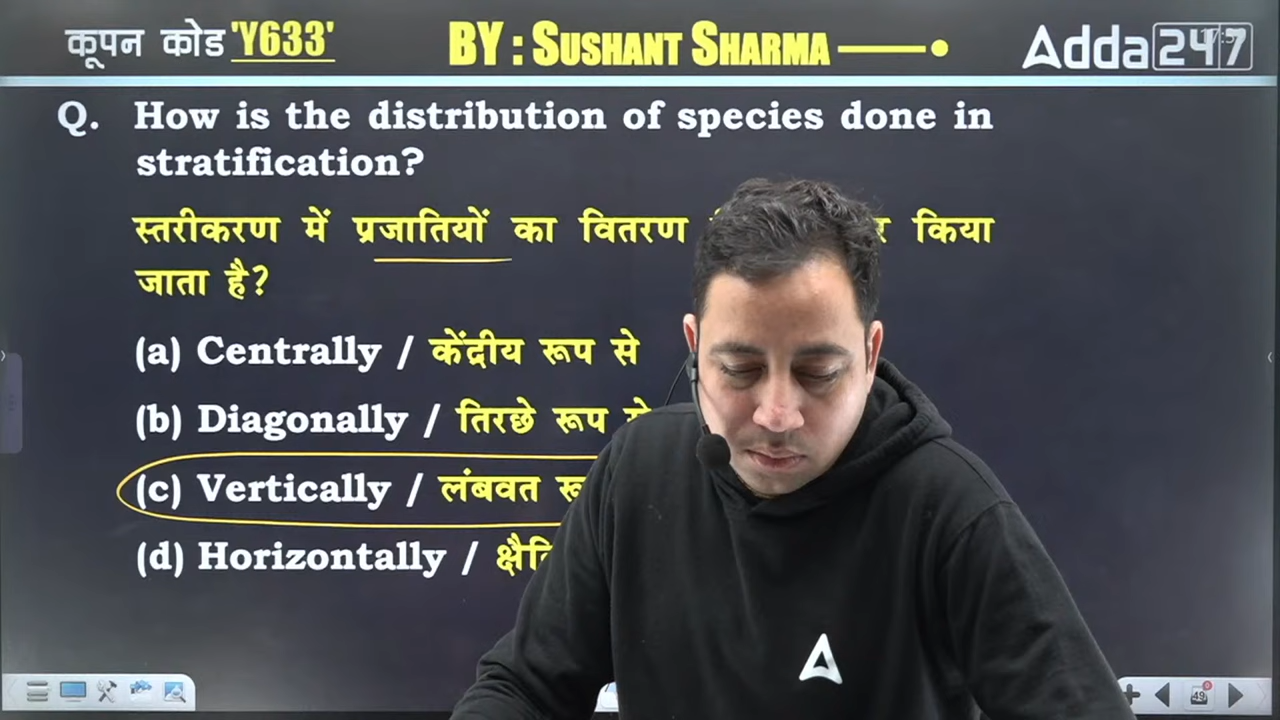 कूपन कोड 'Y633'
BY : SUSHANT SHARMA
Adda247
Q. How is the distribution of species done in
stratification?
स्तरीकरण में प्रजातियों का वितरण किया
जाता है?
(a) Centrally / केंद्रीय रूप से
(b) Diagonally / तिरछे रूप से
(c) Vertically / लंबवत
(d) Horizontally /
49